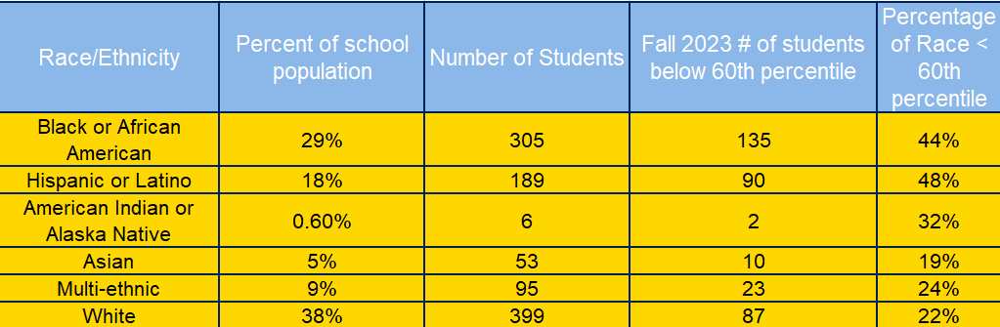 Race/Ethnicity
Percent of school
population
Number of Students
Fall 2023 # of students
below 60th percentile
Percentage
of Race <
60th
percentile
Black or African
American
29%
305
135
44%
Hispanic or Latino
18%
189
90
48%
American Indian or
Alaska Native
0.60%
6
2
32%
Asian
5%
53
10
19%
Multi-ethnic
9%
95
23
24%
White
38%
399
87
22%